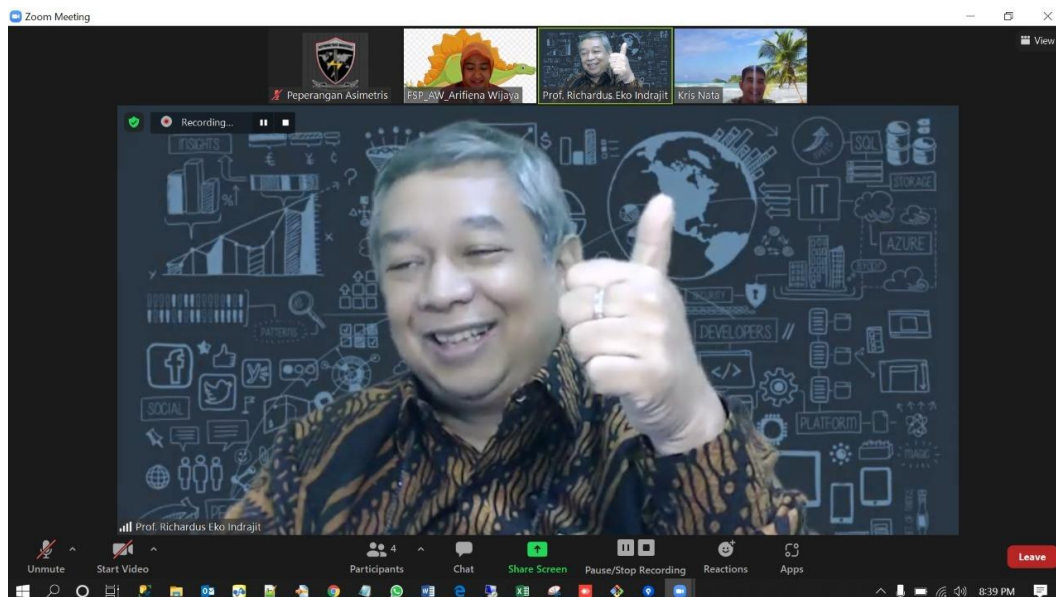 Zoom Meeting
View
Peperangan Asimetris
FSP_AW_Arifiena Wijaya
Prof. Richardus Eko Indrajit
Kris Nata
Recording...
INSIGHTS
PATTERNS
SOCIAL
IT
SQL
STORAGE
AZURE
SECURITY
DEVELOPERS //
PLATFORM
MAGIC
Prof. Richardus Eko Indrajit
Unmute
Start Video
Participants
4
Chat
Share Screen
Pause/Stop Recording
Reactions
Apps
Leave
8:39 PM